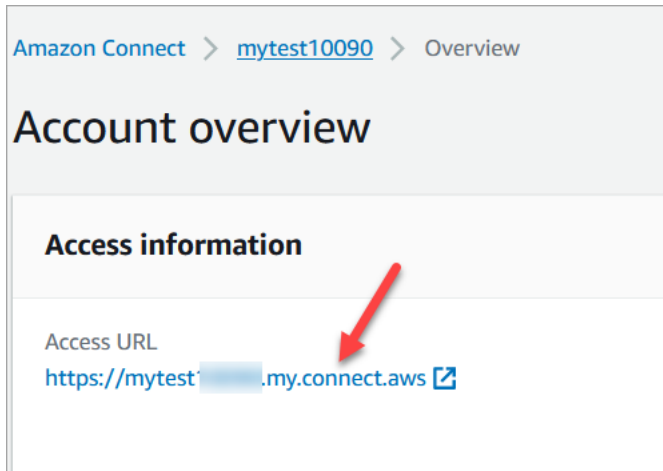 Amazon Connect > mytest10090 > Overview
Account overview
Access information
Access URL
https://mytest .my.connect.aws